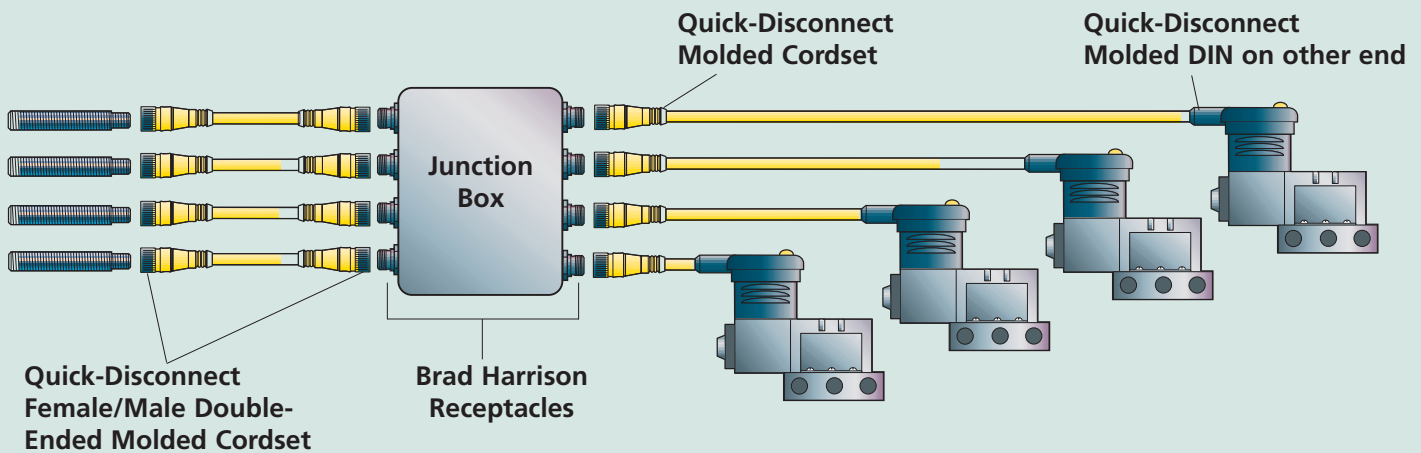 Quick-Disconnect
Molded Cordset
Quick-Disconnect
Molded DIN on other end
Junction
Box
Quick-Disconnect
Female/Male Double-
Ended Molded Cordset
Brad Harrison
Receptacles